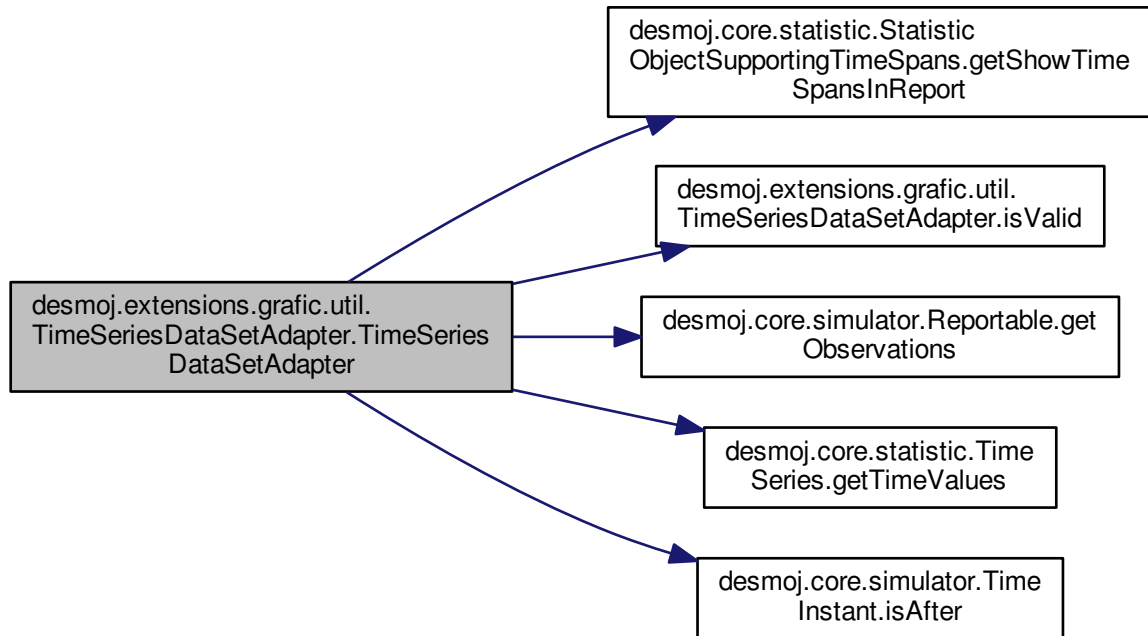 desmoj.core.statistic.Statistic
ObjectSupportingTimeSpans.getShowTime
SpansInReport
desmoj.extensions.grafic.util.
TimeSeriesDataSetAdapter.isValid
desmoj.extensions.grafic.util.
TimeSeriesDataSetAdapter.TimeSeries
DataSetAdapter
desmoj.core.simulator.Reportable.get
Observations
desmoj.core.statistic.Time
Series.getTimeValues
desmoj.core.simulator.Time
Instant.isAfter